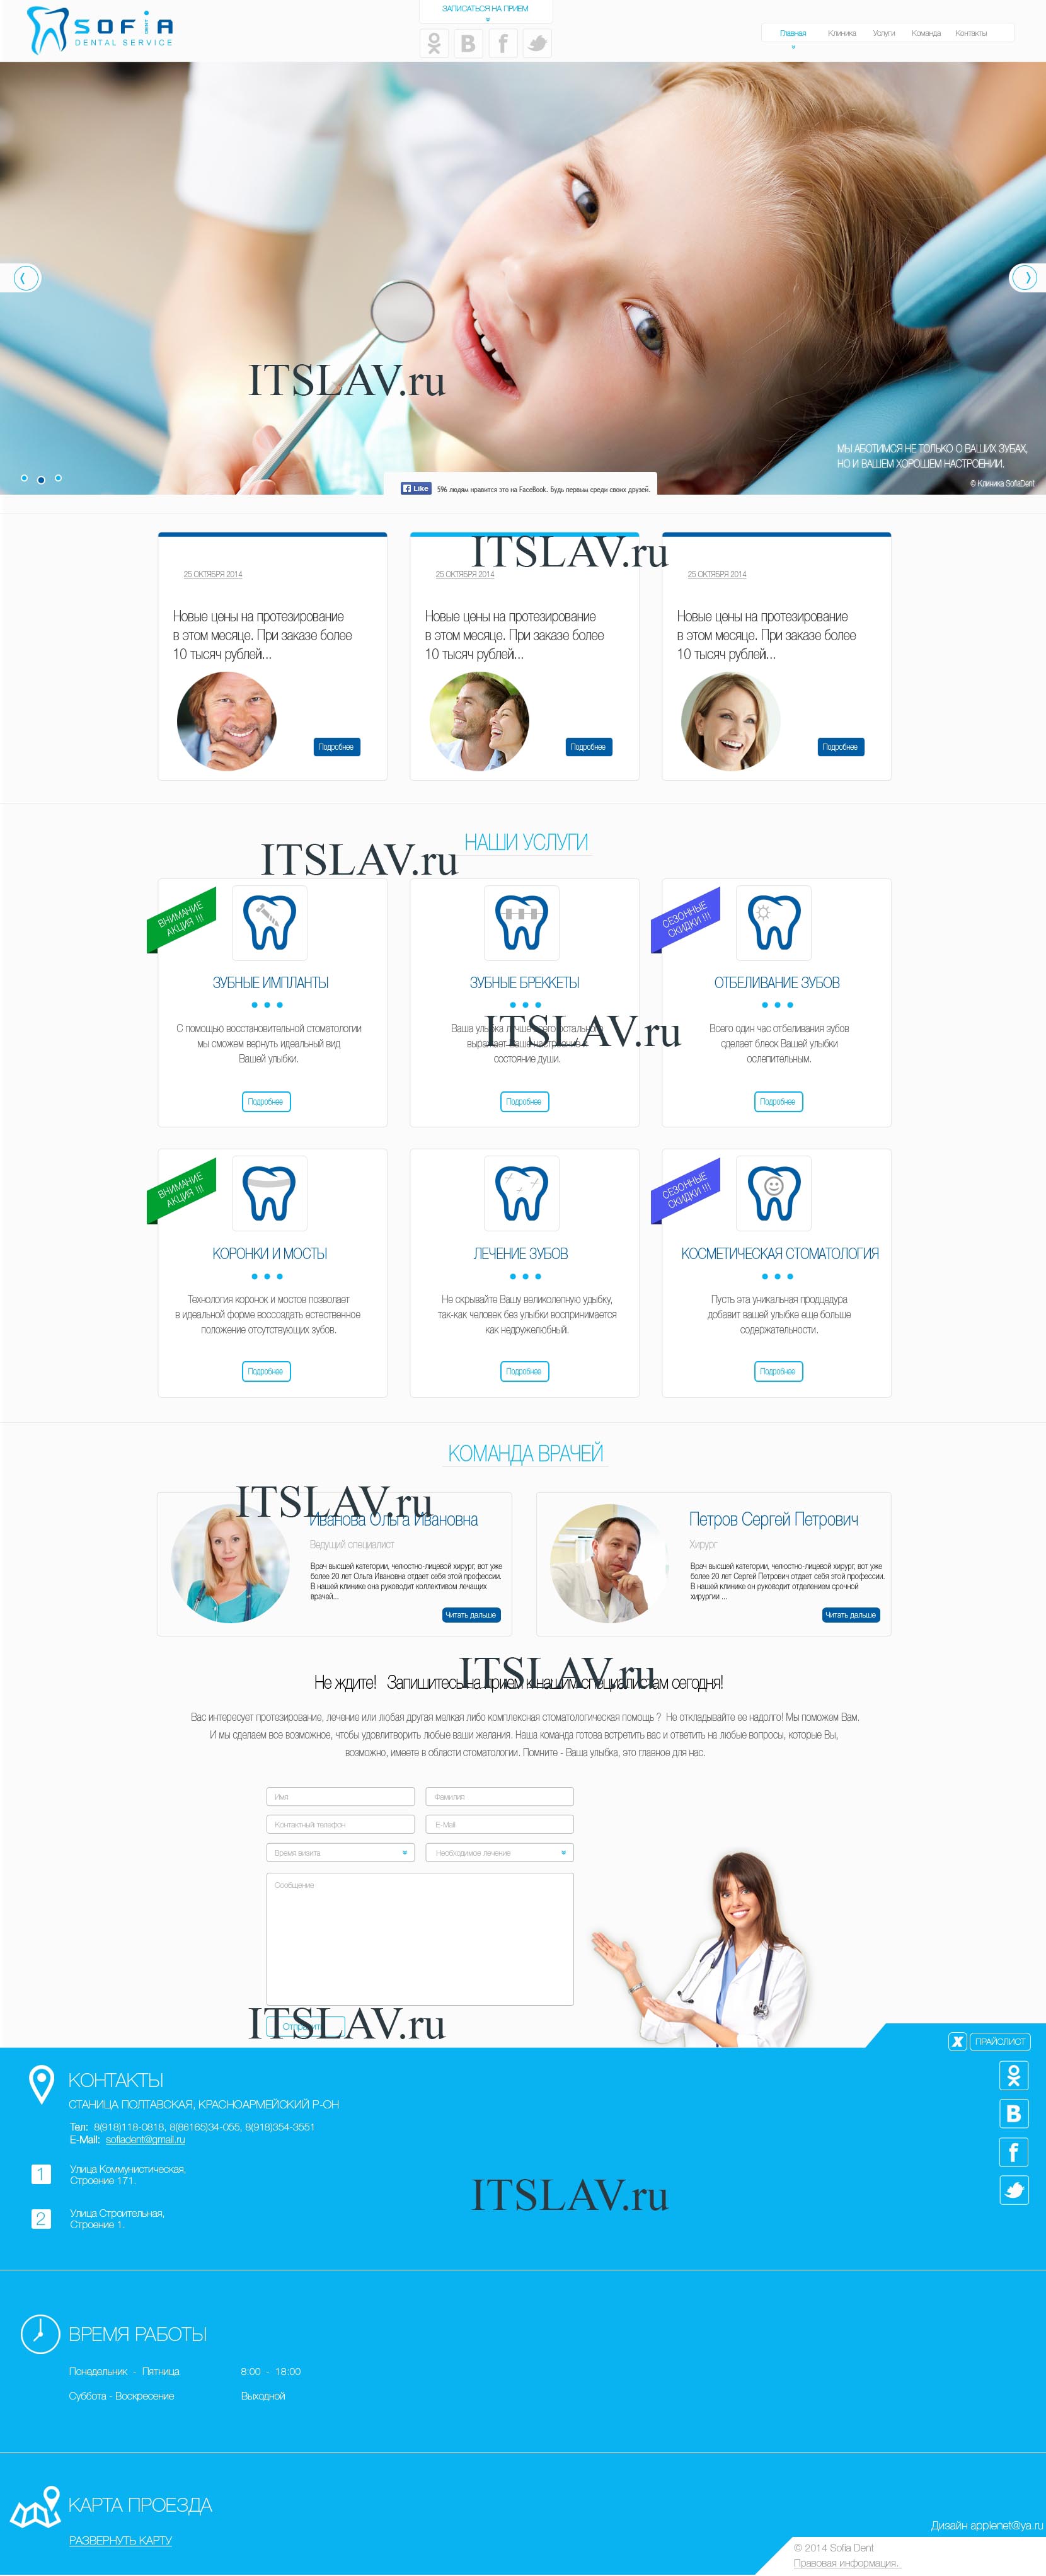 SOFiA
DENT
DENTAL SERVICE
ЗАПИСАТЬСЯ НА ПРИЕМ
Главная Клиника Услуги Команда Контакты
ITSLAV.ru
МЫ АБОТИМСЯ НЕ ТОЛЬКО О ВАШИХ ЗУБАХ,
НО И ВАШЕМ ХОРОШЕМ НАСТРОЕНИИ.
© Клиника SofiaDent
Like 596 людям нравится это на FaceBook. Будь первым среди своих друзей.
ITSLAV.ru
25 ОКТЯБРЯ 2014
Новые цены на протезирование
в этом месяце. При заказе более
10 тысяч рублей...
Подробнее
25 ОКТЯБРЯ 2014
Новые цены на протезирование
в этом месяце. При заказе более
10 тысяч рублей...
Подробнее
25 ОКТЯБРЯ 2014
Новые цены на протезирование
в этом месяце. При заказе более
10 тысяч рублей...
Подробнее
НАШИ УСЛУГИ
ITSLAV.ru
ВНИМАНИЕ
АКЦИЯ !!!
ЗУБНЫЕ ИМПЛАНТЫ
С помощью восстановительной стоматологии
мы сможем вернуть идеальный вид
Вашей улыбки.
Подробнее
ЗУБНЫЕ БРЕККЕТЫ
Ваша улыбка лучше всего остального
выражает Ваше настроение и
состояние души.
ITSLAV.ru
Подробнее
СЕЗОННЫЕ
СКИДКИ !!!
ОТБЕЛИВАНИЕ ЗУБОВ
Всего один час отбеливания зубов
сделает блеск Вашей улыбки
ослепительным.
Подробнее
ВНИМАНИЕ
АКЦИЯ !!!
КОРОНКИ И МОСТЫ
Технология коронок и мостов позволает
в идеальной форме воссоздать естественное
положение отсутствующих зубов.
Подробнее
ЛЕЧЕНИЕ ЗУБОВ
Не скрывайте Вашу великолепную удыбку,
так-как человек без улыбки воспринимается
как недружелюбный.
Подробнее
СЕЗОННЫЕ
СКИДКИ !!!
КОСМЕТИЧЕСКАЯ СТОМАТОЛОГИЯ
Пусть эта уникальная продцедура
добавит вашей улыбке еще больше
содержательности.
Подробнее
КОМАНДА ВРАЧЕЙ
ITSLAV.ru
Иванова Ольга Ивановна
Ведущий специалист
Врач высшей категории, челюстно-лицевой хирург, вот уже
более 20 лет Ольга Ивановна отдает себя этой профессии.
В нашей клинике она руководит коллективом лечащих
врачей...
Читать дальше
Петров Сергей Петрович
Хирург
Врач высшей категории, челюстно-лицевой хирург, вот уже
более 20 лет Сергей Петрович отдает себя этой профессии.
В нашей клинике он руководит отделением срочной
хирургии ...
Читать дальше
ITSLAV.ru
Не ждите! Запишитесь на прием к нашим специалистам сегодня!
Вас интересует протезирование, лечение или любая другая мелкая либо комплексная стоматологическая помощь ? Не откладывайте ее надолго! Мы поможем Вам.
И мы сделаем все возможное, чтобы удовлитворить любые ваши желания. Наша команда готова встретить вас и ответить на любые вопросы, которые Вы,
возможно, имеете в области стоматологии. Помните - Ваша улыбка, это главное для нас.
Имя Фамилия
Контактный телефон E-Mail
Время визита Необходимое лечение
Сообщение
Отправить
ITSLAV.ru
X ПРАЙСЛИСТ
КОНТАКТЫ
СТАНИЦА ПОЛТАВСКАЯ, КРАСНОАРМЕЙСКИЙ Р-ОН
Тел: 8(918)118-0818, 8(86165)34-055, 8(918)354-3551
E-Mail: sofiadent@gmail.ru
1 Улица Коммунистическая,
Строение 171.
ITSLAV.ru
2 Улица Строительная,
Строение 1.
ВРЕМЯ РАБОТЫ
Понедельник - Пятница 8:00 - 18:00
Суббота - Воскресение Выходной
КАРТА ПРОЕЗДА
РАЗВЕРНУТЬ КАРТУ
Дизайн applenet@ya.ru
© 2014 Sofia Dent
Правовая информация.